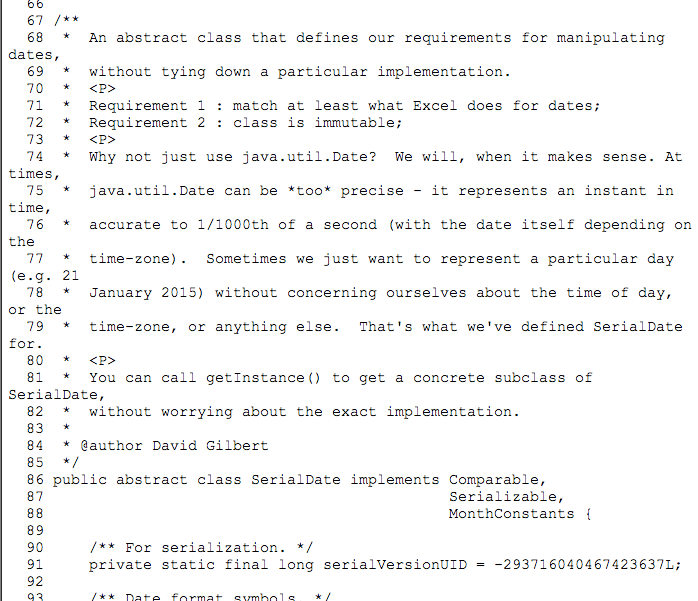 66
67 /**
68 * An abstract class that defines our requirements for manipulating
dates,
69 * without tying down a particular implementation.
70 * <P>
71 * Requirement 1 : match at least what Excel does for dates;
72 * Requirement 2 : class is immutable;
73 * <P>
74 * Why not just use java.util.Date? We will, when it makes sense. At
times,
75 * java.util.Date can be *too* precise - it represents an instant in
time,
76 * accurate to 1/1000th of a second (with the date itself depending on
the
77 * time-zone). Sometimes we just want to represent a particular day
(e.g. 21
78 * January 2015) without concerning ourselves about the time of day,
or the
79 * time-zone, or anything else. That's what we've defined SerialDate
for.
80 * <P>
81 * You can call getInstance() to get a concrete subclass of
SerialDate,
82 * without worrying about the exact implementation.
83 *
84 * @author David Gilbert
85 */
86 public abstract class SerialDate implements Comparable,
87 Serializable,
88 MonthConstants {
89
90 /** For serialization. */
91 private static final long serialVersionUID = -293716040467423637L;
92
93 /** Date format symbols. */